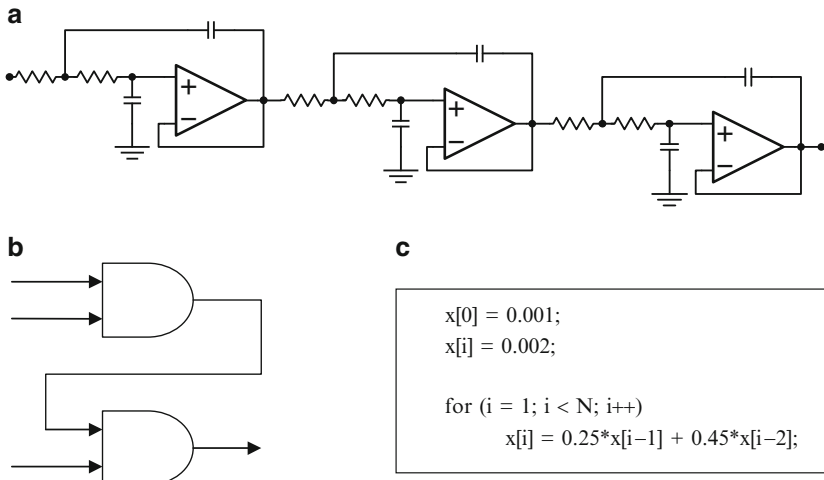 a
+
−
+
−
+
−
b
c
x[0] = 0.001;
x[i] = 0.002;
for (i = 1; i < N; i++)
x[i] = 0.25*x[i−1] + 0.45*x[i−2];